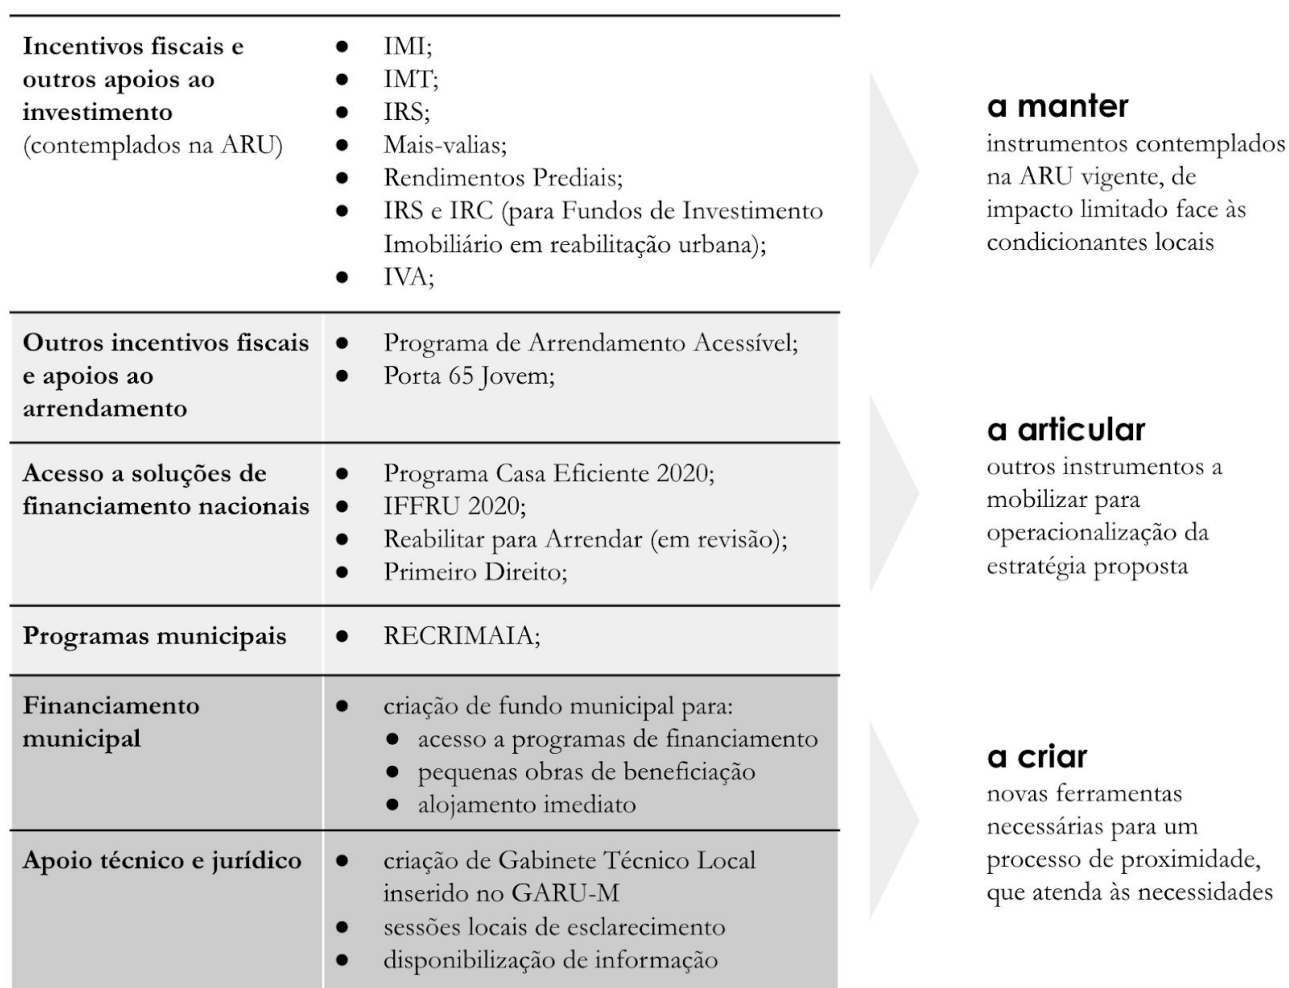 Incentivos fiscais e
outros apoios ao
investimento
(contemplados na ARU)
● IMI;
● IMT;
● IRS;
● Mais-valias;
● Rendimentos Prediais;
● IRS e IRC (para Fundos de Investimento
Imobiliário em reabilitação urbana);
● IVA;
a manter
instrumentos contemplados
na ARU vigente, de
impacto limitado face às
condicionantes locais
Outros incentivos fiscais
e apoios ao
arrendamento
● Programa de Arrendamento Acessível;
● Porta 65 Jovem;
Acesso a soluções de
financiamento nacionais
● Programa Casa Eficiente 2020;
● IFFRU 2020;
● Reabilitar para Arrendar (em revisão);
● Primeiro Direito;
Programas municipais
● RECRIMAIA;
a articular
outros instrumentos a
mobilizar para
operacionalização da
estratégia proposta
Financiamento
municipal
● criação de fundo municipal para:
● acesso a programas de financiamento
● pequenas obras de beneficiação
● alojamento imediato
Apoio técnico e jurídico
● criação de Gabinete Técnico Local
inserido no GARU-M
● sessões locais de esclarecimento
● disponibilização de informação
a criar
novas ferramentas
necessárias para um
processo de proximidade,
que atenda às necessidades